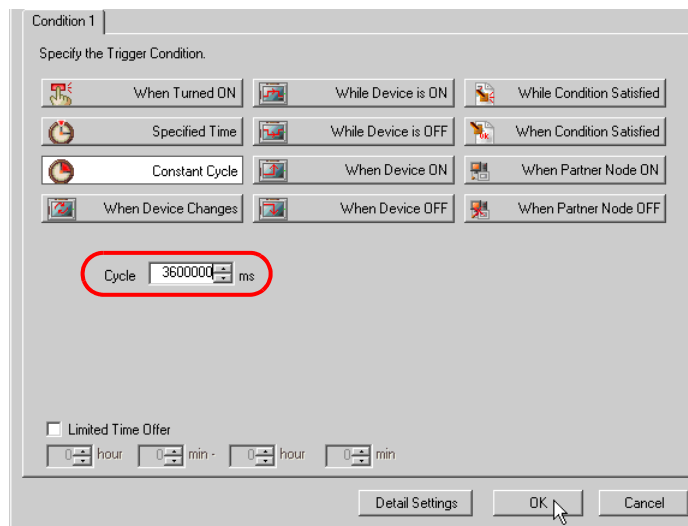 Condition 1
Specify the Trigger Condition.
When Turned ON While Device is ON While Condition Satisfied
Specified Time While Device is OFF When Condition Satisfied
Constant Cycle When Device ON When Partner Node ON
When Device Changes When Device OFF When Partner Node OFF
Cycle 3600000 ms
Limited Time Offer
0 hour 0 min - 0 hour 0 min
Detail Settings OK Cancel